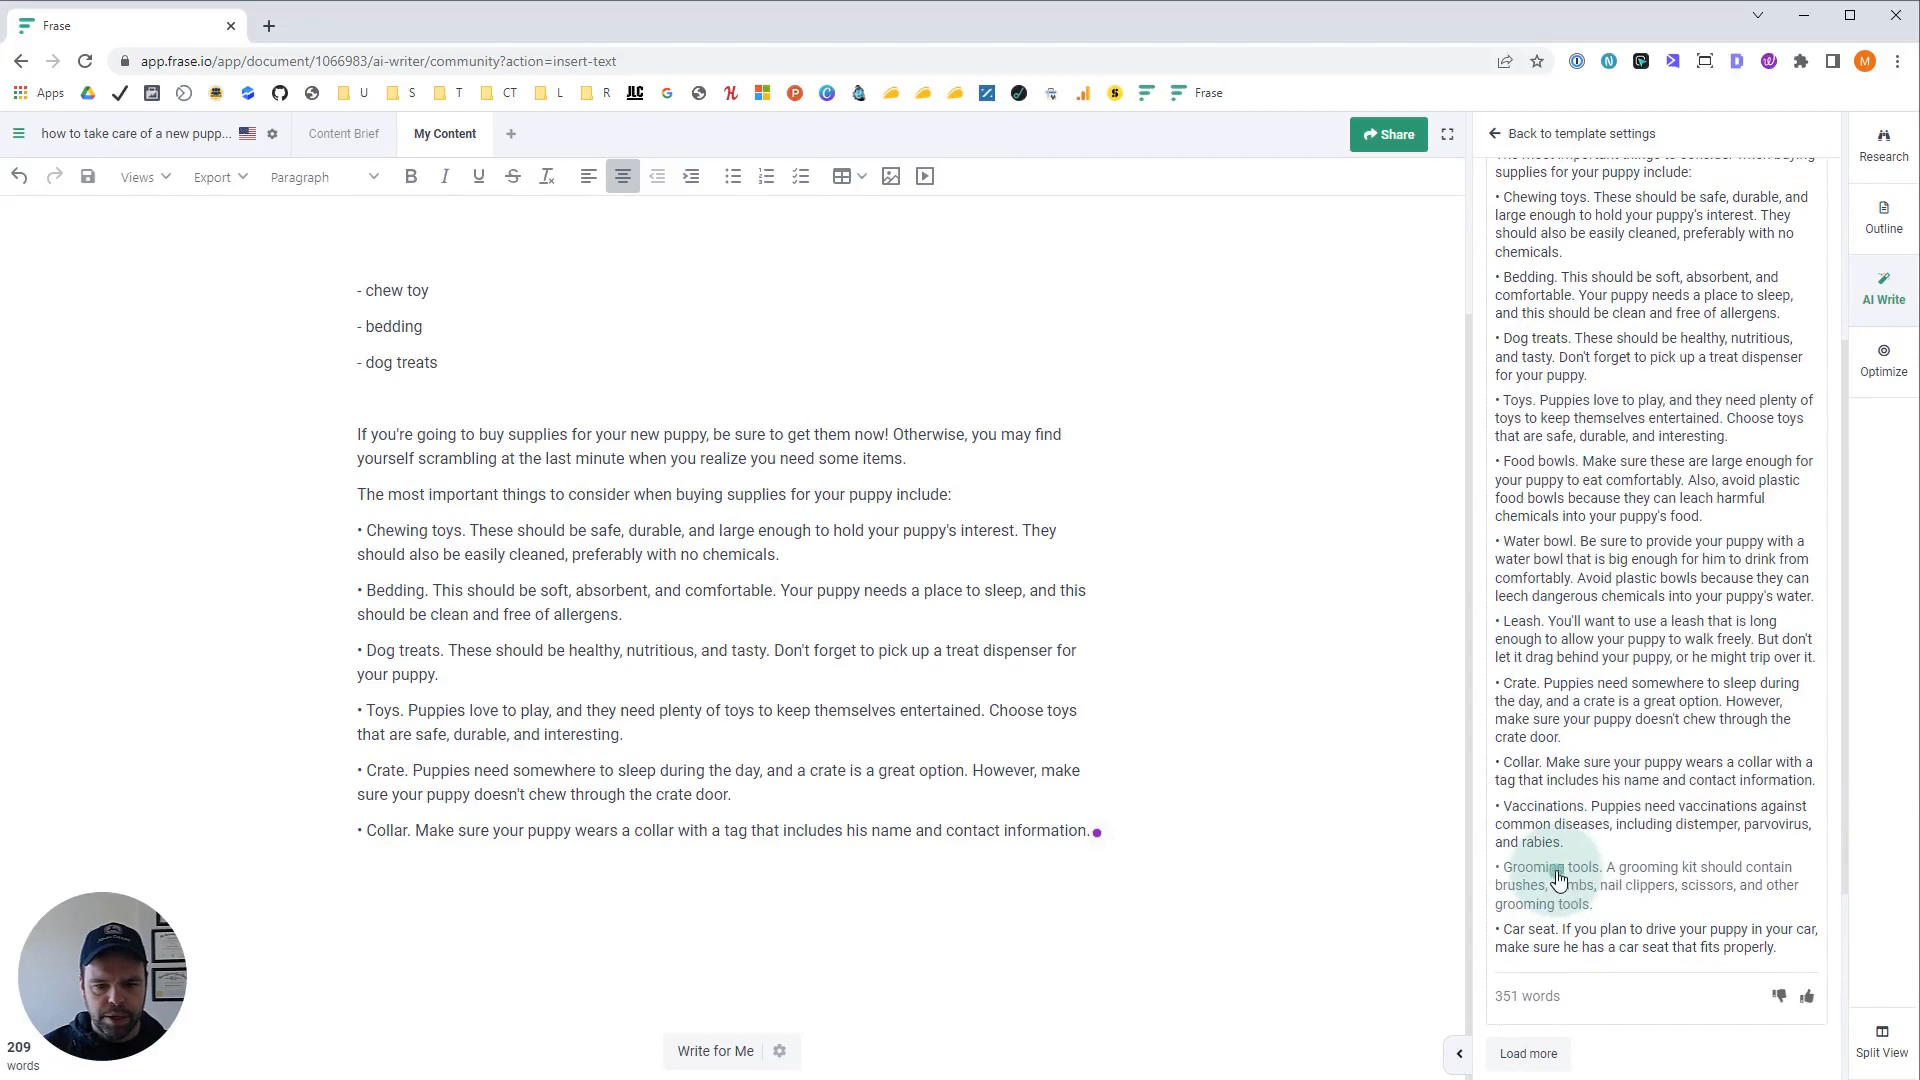 Frase
app.frase.io/app/document/1066983/ai-writer/community?action=insert-text
M
Apps
U
S
T
CT
L
R
JLC
Frase
how to take care of a new pupp...
Content Brief
My Content
Share
Views
Export
Paragraph
- chew toy
- bedding
- dog treats
If you're going to buy supplies for your new puppy, be sure to get them now! Otherwise, you may find
yourself scrambling at the last minute when you realize you need some items.
The most important things to consider when buying supplies for your puppy include:
• Chewing toys. These should be safe, durable, and large enough to hold your puppy's interest. They
should also be easily cleaned, preferably with no chemicals.
• Bedding. This should be soft, absorbent, and comfortable. Your puppy needs a place to sleep, and this
should be clean and free of allergens.
• Dog treats. These should be healthy, nutritious, and tasty. Don't forget to pick up a treat dispenser for
your puppy.
• Toys. Puppies love to play, and they need plenty of toys to keep themselves entertained. Choose toys
that are safe, durable, and interesting.
• Crate. Puppies need somewhere to sleep during the day, and a crate is a great option. However, make
sure your puppy doesn't chew through the crate door.
• Collar. Make sure your puppy wears a collar with a tag that includes his name and contact information.
209
words
Write for Me
Back to template settings
The most important things to consider when buying
supplies for your puppy include:
• Chewing toys. These should be safe, durable, and
large enough to hold your puppy's interest. They
should also be easily cleaned, preferably with no
chemicals.
• Bedding. This should be soft, absorbent, and
comfortable. Your puppy needs a place to sleep,
and this should be clean and free of allergens.
• Dog treats. These should be healthy, nutritious,
and tasty. Don't forget to pick up a treat dispenser
for your puppy.
• Toys. Puppies love to play, and they need plenty of
toys to keep themselves entertained. Choose toys
that are safe, durable, and interesting.
• Food bowls. Make sure these are large enough for
your puppy to eat comfortably. Also, avoid plastic
food bowls because they can leach harmful
chemicals into your puppy's food.
• Water bowl. Be sure to provide your puppy with a
water bowl that is big enough for him to drink from
comfortably. Avoid plastic bowls because they can
leech dangerous chemicals into your puppy's water.
• Leash. You'll want to use a leash that is long
enough to allow your puppy to walk freely. But don't
let it drag behind your puppy, or he might trip over it.
• Crate. Puppies need somewhere to sleep during
the day, and a crate is a great option. However,
make sure your puppy doesn't chew through the
crate door.
• Collar. Make sure your puppy wears a collar with a
tag that includes his name and contact information.
• Vaccinations. Puppies need vaccinations against
common diseases, including distemper, parvovirus,
and rabies.
• Grooming tools. A grooming kit should contain
brushes, combs, nail clippers, scissors, and other
grooming tools.
• Car seat. If you plan to drive your puppy in your car,
make sure he has a car seat that fits properly.
351 words
Load more
Research
Outline
AI Write
Optimize
Split View